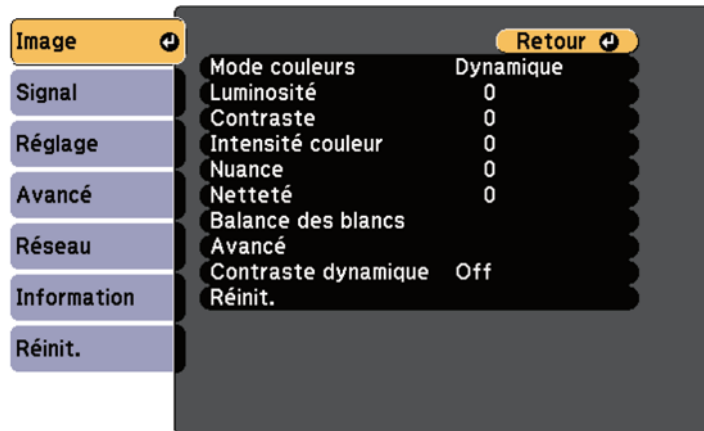 Image
Signal
Réglage
Avancé
Réseau
Information
Réinit.
Retour
Mode couleurs Dynamique
Luminosité 0
Contraste 0
Intensité couleur 0
Nuance 0
Netteté 0
Balance des blancs
Avancé
Contraste dynamique Off
Réinit.